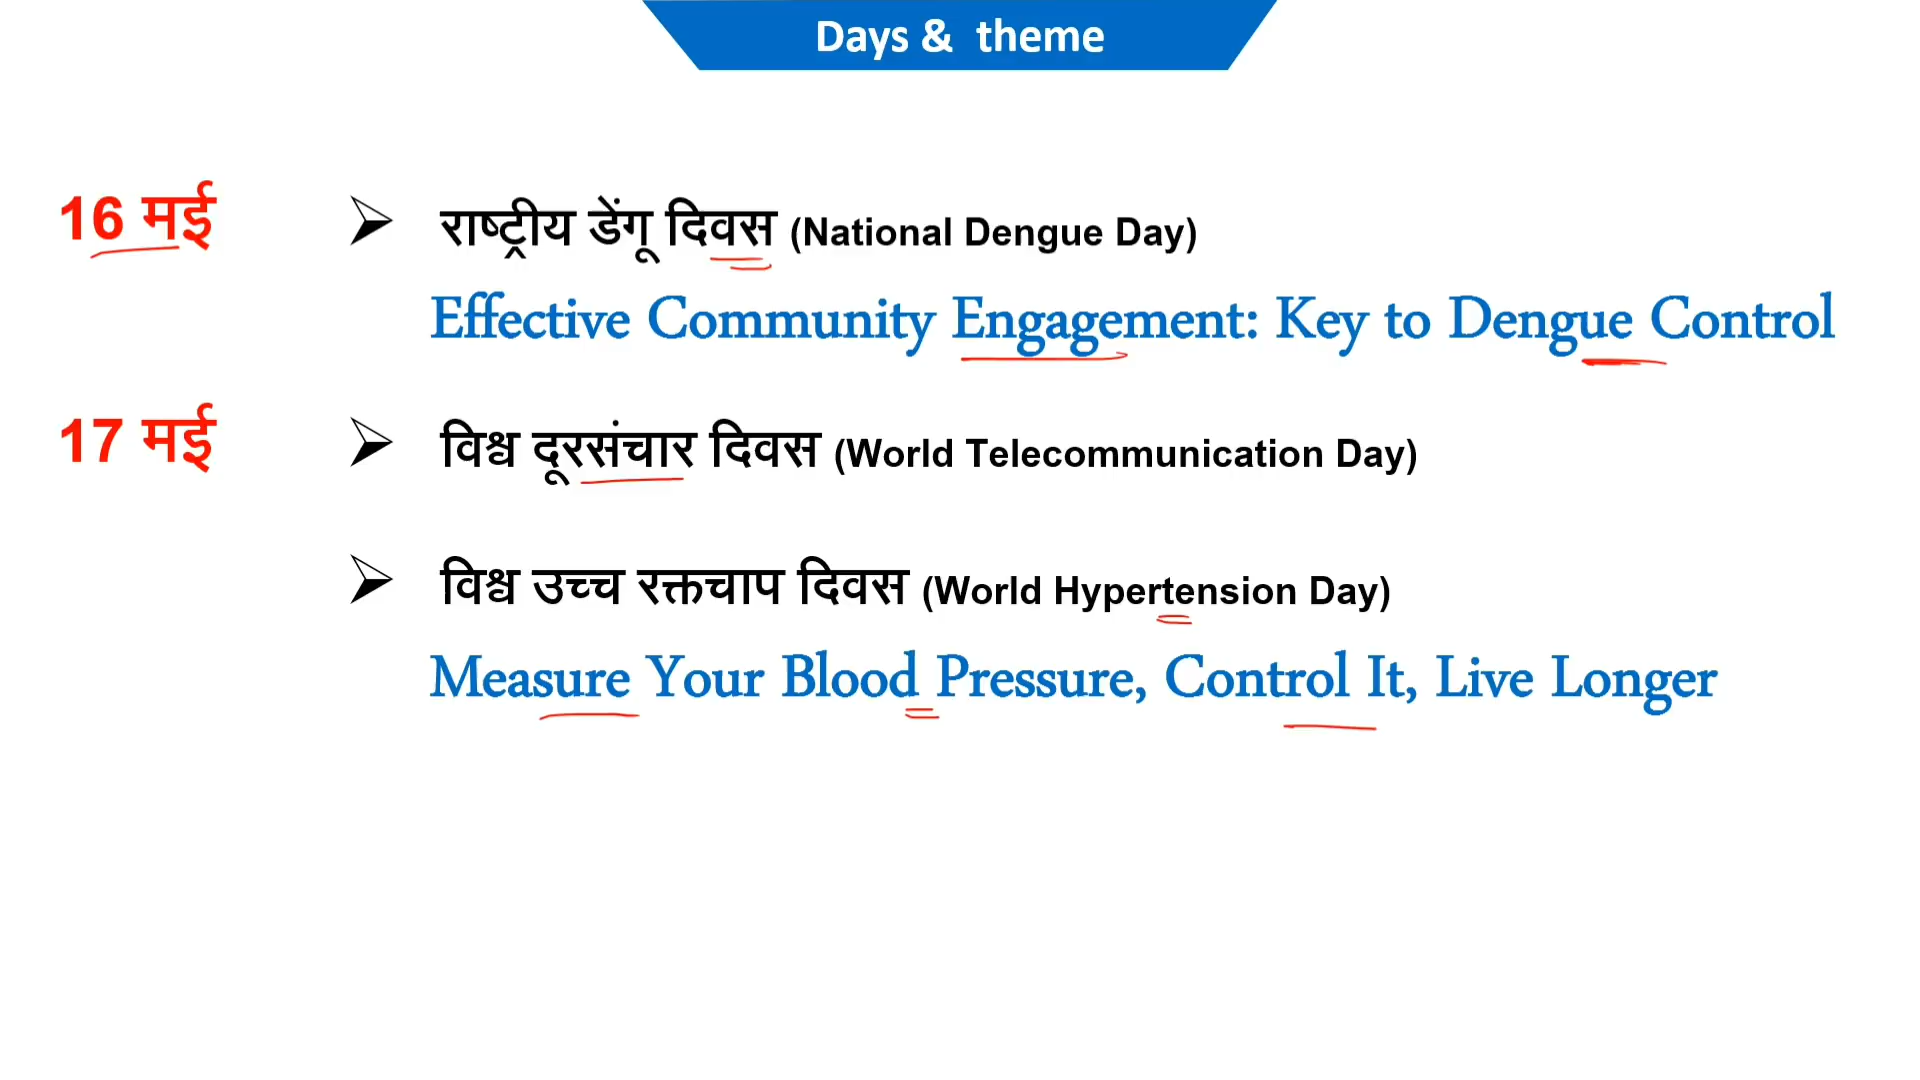 Days & theme
16 मई
राष्ट्रीय डेंगू दिवस (National Dengue Day)
Effective Community Engagement: Key to Dengue Control
17 मई
विश्व दूरसंचार दिवस (World Telecommunication Day)
विश्व उच्च रक्तचाप दिवस (World Hypertension Day)
Measure Your Blood Pressure, Control It, Live Longer